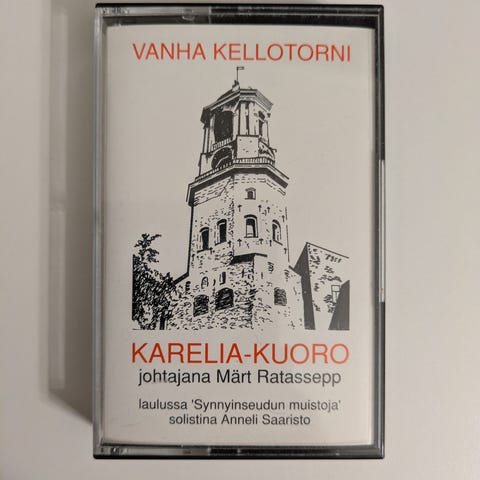 VANHA KELLOTORNI
KARELIA-KUORO
johtajana Märt Ratassepp
laulussa 'Synnyinseudun muistoja'
solistina Anneli Saaristo